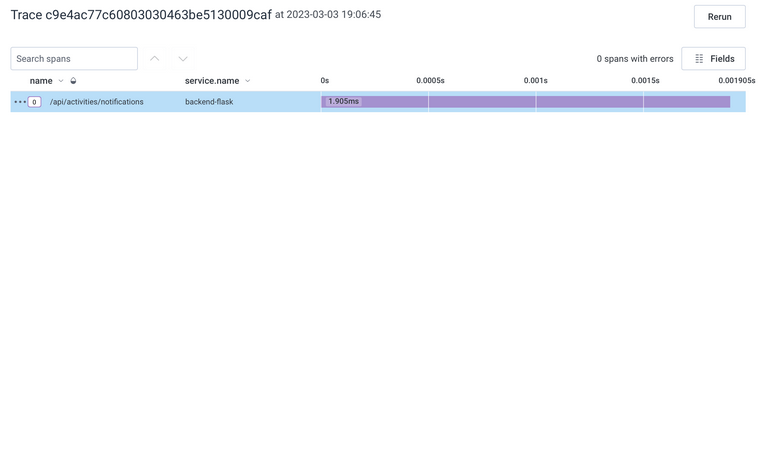 Trace c9e4ac77c60803030463be5130009caf at 2023-03-03 19:06:45
Rerun
Search spans
0 spans with errors
Fields
name service.name 0s 0.0005s 0.001s 0.0015s 0.001905s
0 /api/activities/notifications backend-flask 1.905ms